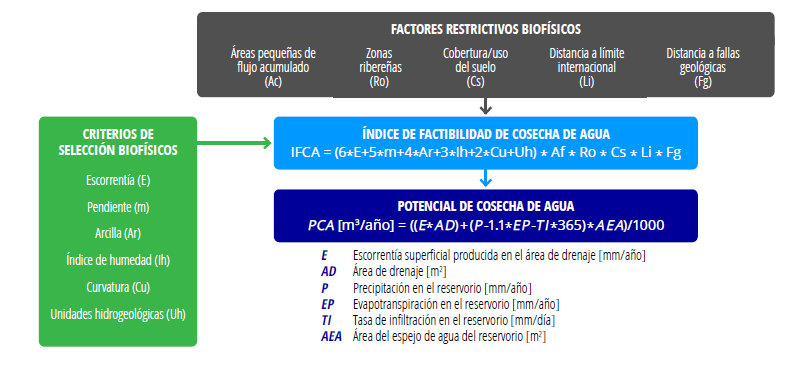 FACTORES RESTRICTIVOS BIOFÍSICOS
Áreas pequeñas de
flujo acumulado
(Ac)
Zonas
ribereñas
(Ro)
Cobertura/uso
del suelo
(Cs)
Distancia a límite
internacional
(Li)
Distancia a fallas
geológicas
(Fg)
CRITERIOS DE
SELECCIÓN BIOFÍSICOS
Escorrentía (E)
Pendiente (m)
Arcilla (Ar)
Índice de humedad (Ih)
Curvatura (Cu)
Unidades hidrogeológicas (Uh)
ÍNDICE DE FACTIBILIDAD DE COSECHA DE AGUA
IFCA = (6*E+5*m+4*Ar+3*Ih+2*Cu+Uh) * Af * Ro * Cs * Li * Fg
POTENCIAL DE COSECHA DE AGUA
PCA [m³/año] = ((E*AD)+(P-1.1*EP-TI*365)*AEA)/1000
E Escorrentía superficial producida en el área de drenaje [mm/año]
AD Área de drenaje [m²]
P Precipitación en el reservorio [mm/año]
EP Evapotranspiración en el reservorio [mm/año]
TI Tasa de infiltración en el reservorio [mm/día]
AEA Área del espejo de agua del reservorio [m²]